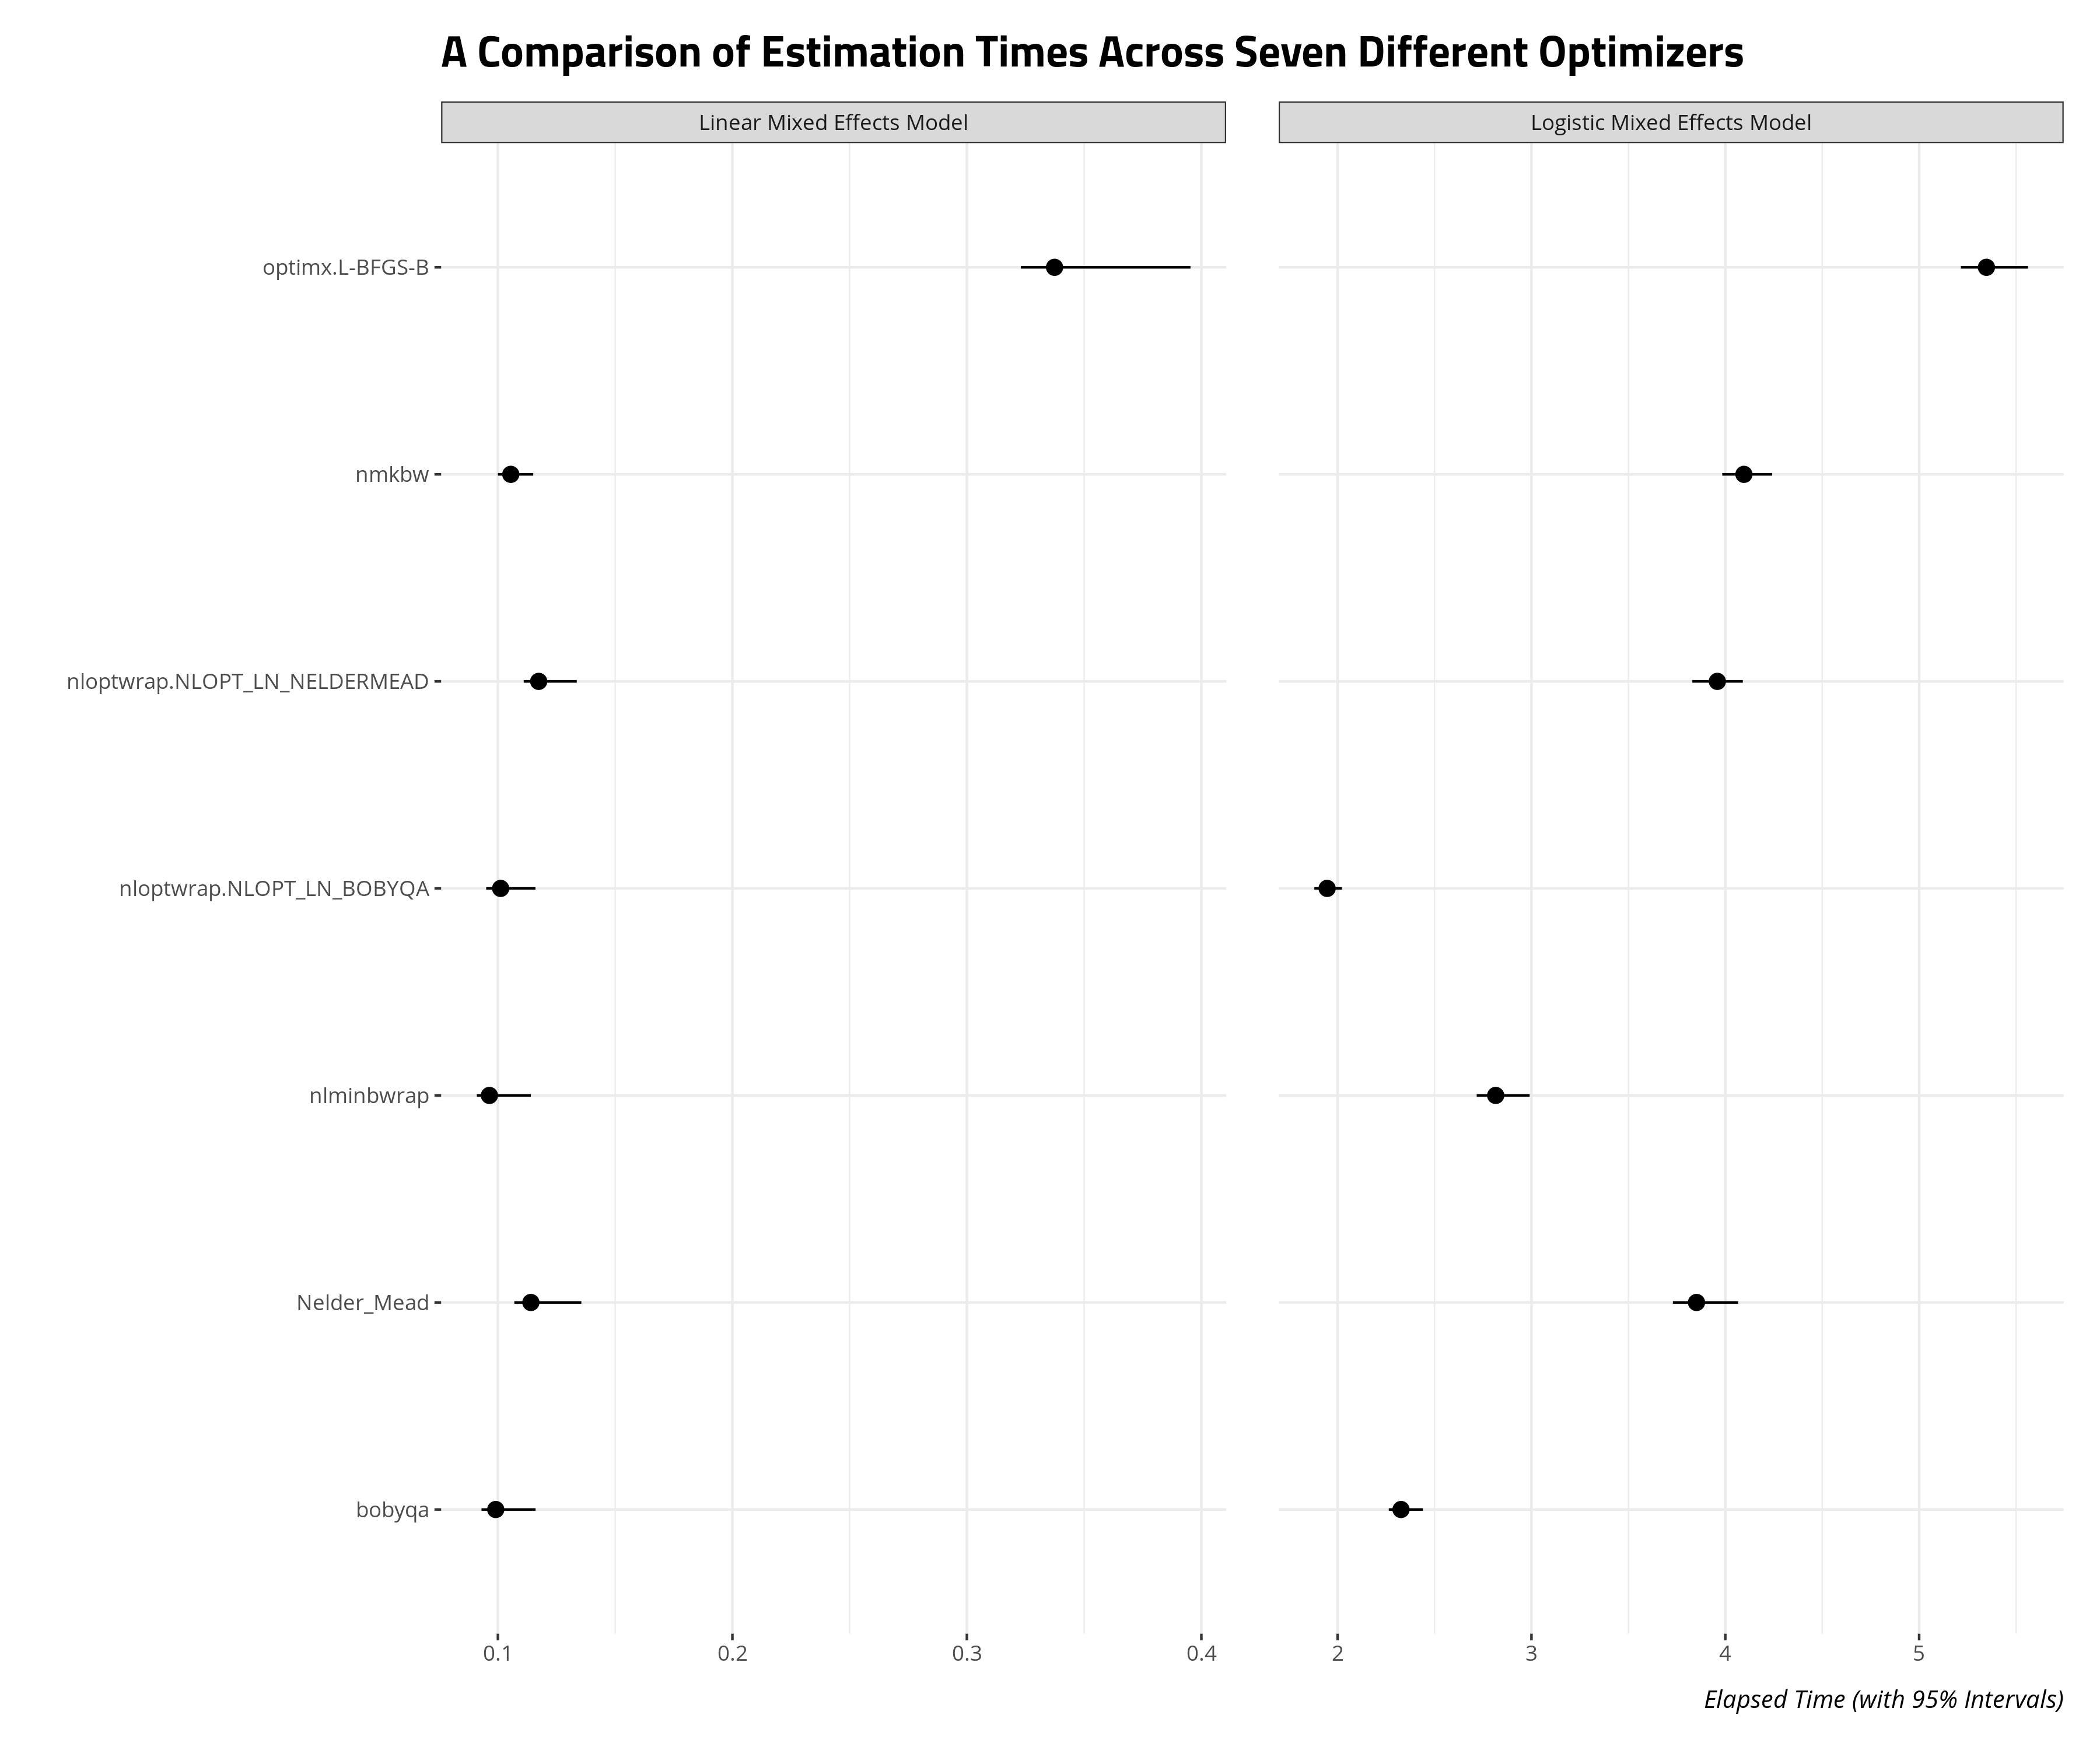 A Comparison of Estimation Times Across Seven Different Optimizers
Linear Mixed Effects Model
Logistic Mixed Effects Model
optimx.L-BFGS-B
nmkbw
nloptwrap.NLOPT_LN_NELDERMEAD
nloptwrap.NLOPT_LN_BOBYQA
nlminbwrap
Nelder_Mead
bobyqa
0.1 0.2 0.3 0.4
2 3 4 5
Elapsed Time (with 95% Intervals)